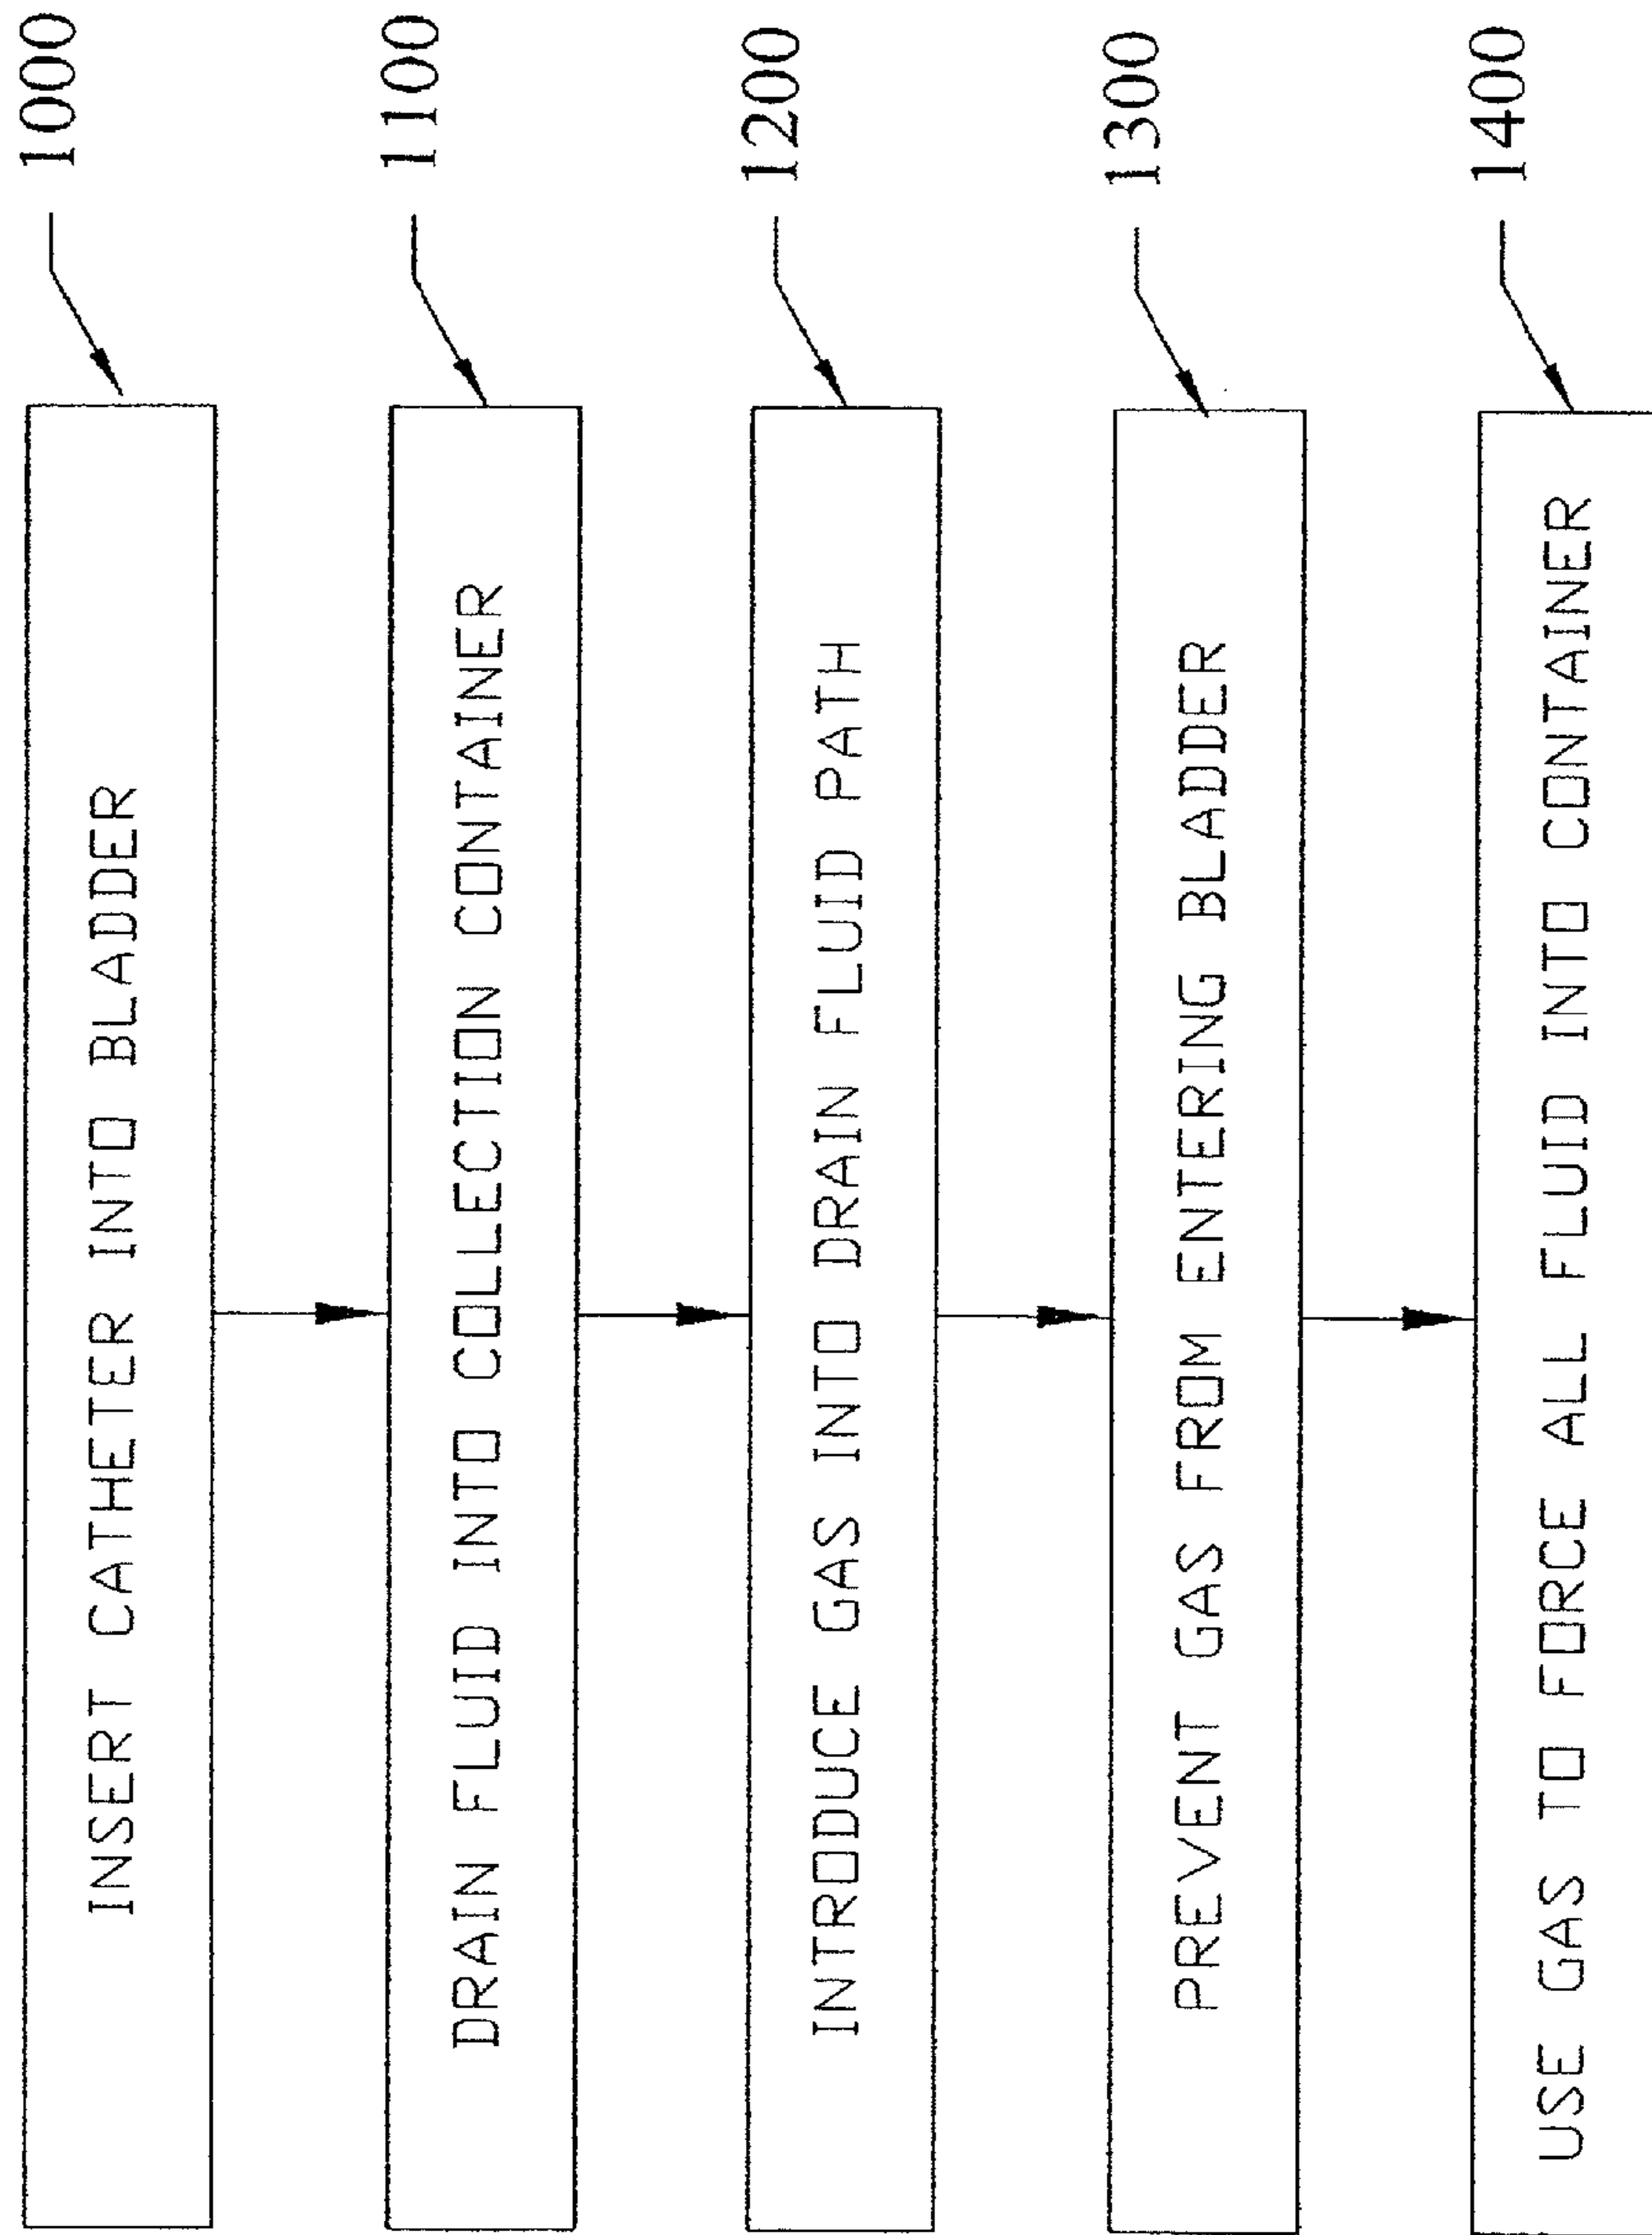 INSERT CATHETER INTO BLADDER 1000
DRAIN FLUID INTO COLLECTION CONTAINER 1100
INTRODUCE GAS INTO DRAIN FLUID PATH 1200
PREVENT GAS FROM ENTERING BLADDER 1300
USE GAS TO FORCE ALL FLUID INTO CONTAINER 1400